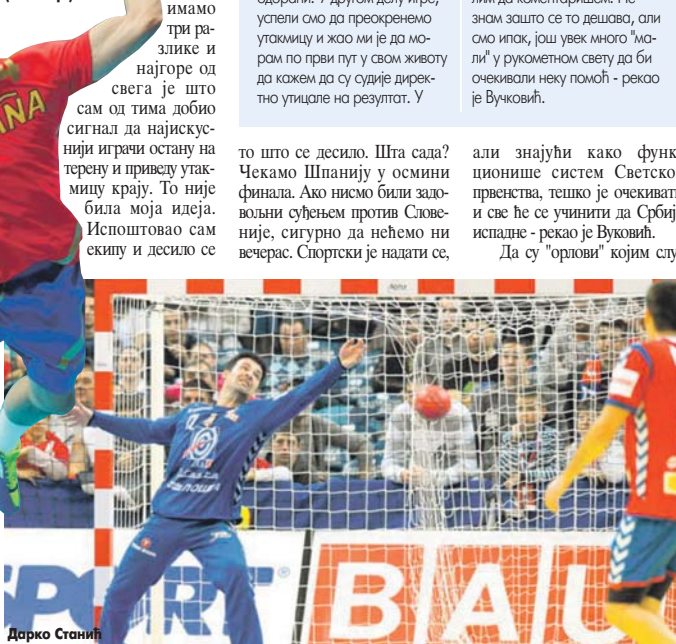 имамо
три ра-
злике и
најгоре од
свега је што
сам од тима добио
сигнал да најискус-
нији играчи остану на
терену и приведу утак-
мицу крају. То није
била моја идеја.
Испоштовао сам
екипу и десило се
успели смо да преокренемо
утакмицу и жао ми је да мо-
рам по први пут у свом животу
да кажем да су судије дирек-
тно утицале на резултат. У
знам зашто се то дешава, али
смо ипак, још увек много "ма-
ли" у рукометном свету да би
очекивали неку помоћ - рекао
је Вучковић.
то што се десило. Шта сада?
Чекамо Шпанију у осмини
финала. Ако нисмо били задо-
вољни суђењем против Слове-
није, сигурно да нећемо ни
вечерас. Спортски је надати се,
али знајући како функ
ционише систем Светско
првенства, тешко је очекиват
и све ће се учинити да Србиј
испадне - рекао је Вуковић.
Да су "орлови" којим слу
SPORT
BAU
Дарко Станић